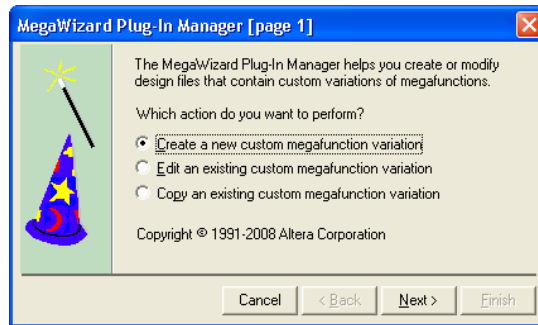 MegaWizard Plug-In Manager [page 1]
The MegaWizard Plug-In Manager helps you create or modify
design files that contain custom variations of megafunctions.
Which action do you want to perform?
Create a new custom megafunction variation
Edit an existing custom megafunction variation
Copy an existing custom megafunction variation
Copyright © 1991-2008 Altera Corporation
Cancel < Back Next > Finish